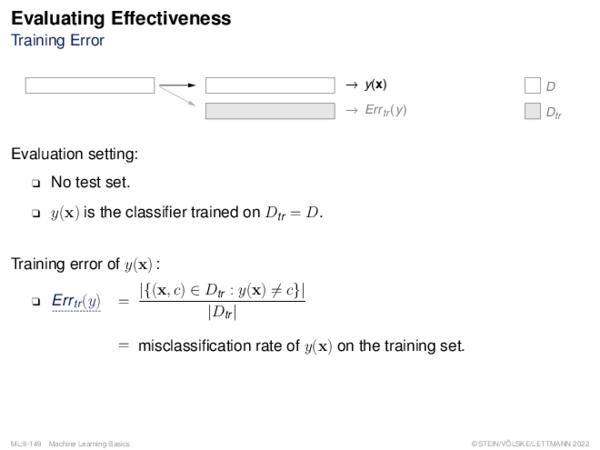 Evaluating Effectiveness
Training Error
→ y(x)
D
→ Err_tr(y)
D_tr
Evaluation setting:
❑ No test set.
❑ y(x) is the classifier trained on D_tr = D.
Training error of y(x) :
❑ Err_tr(y) = |{(x, c) ∈ D_tr : y(x) ≠ c}| / |D_tr|
= misclassification rate of y(x) on the training set.
ML:II-149 Machine Learning Basics
©STEIN/VÖLSKE/LETTMANN 2022